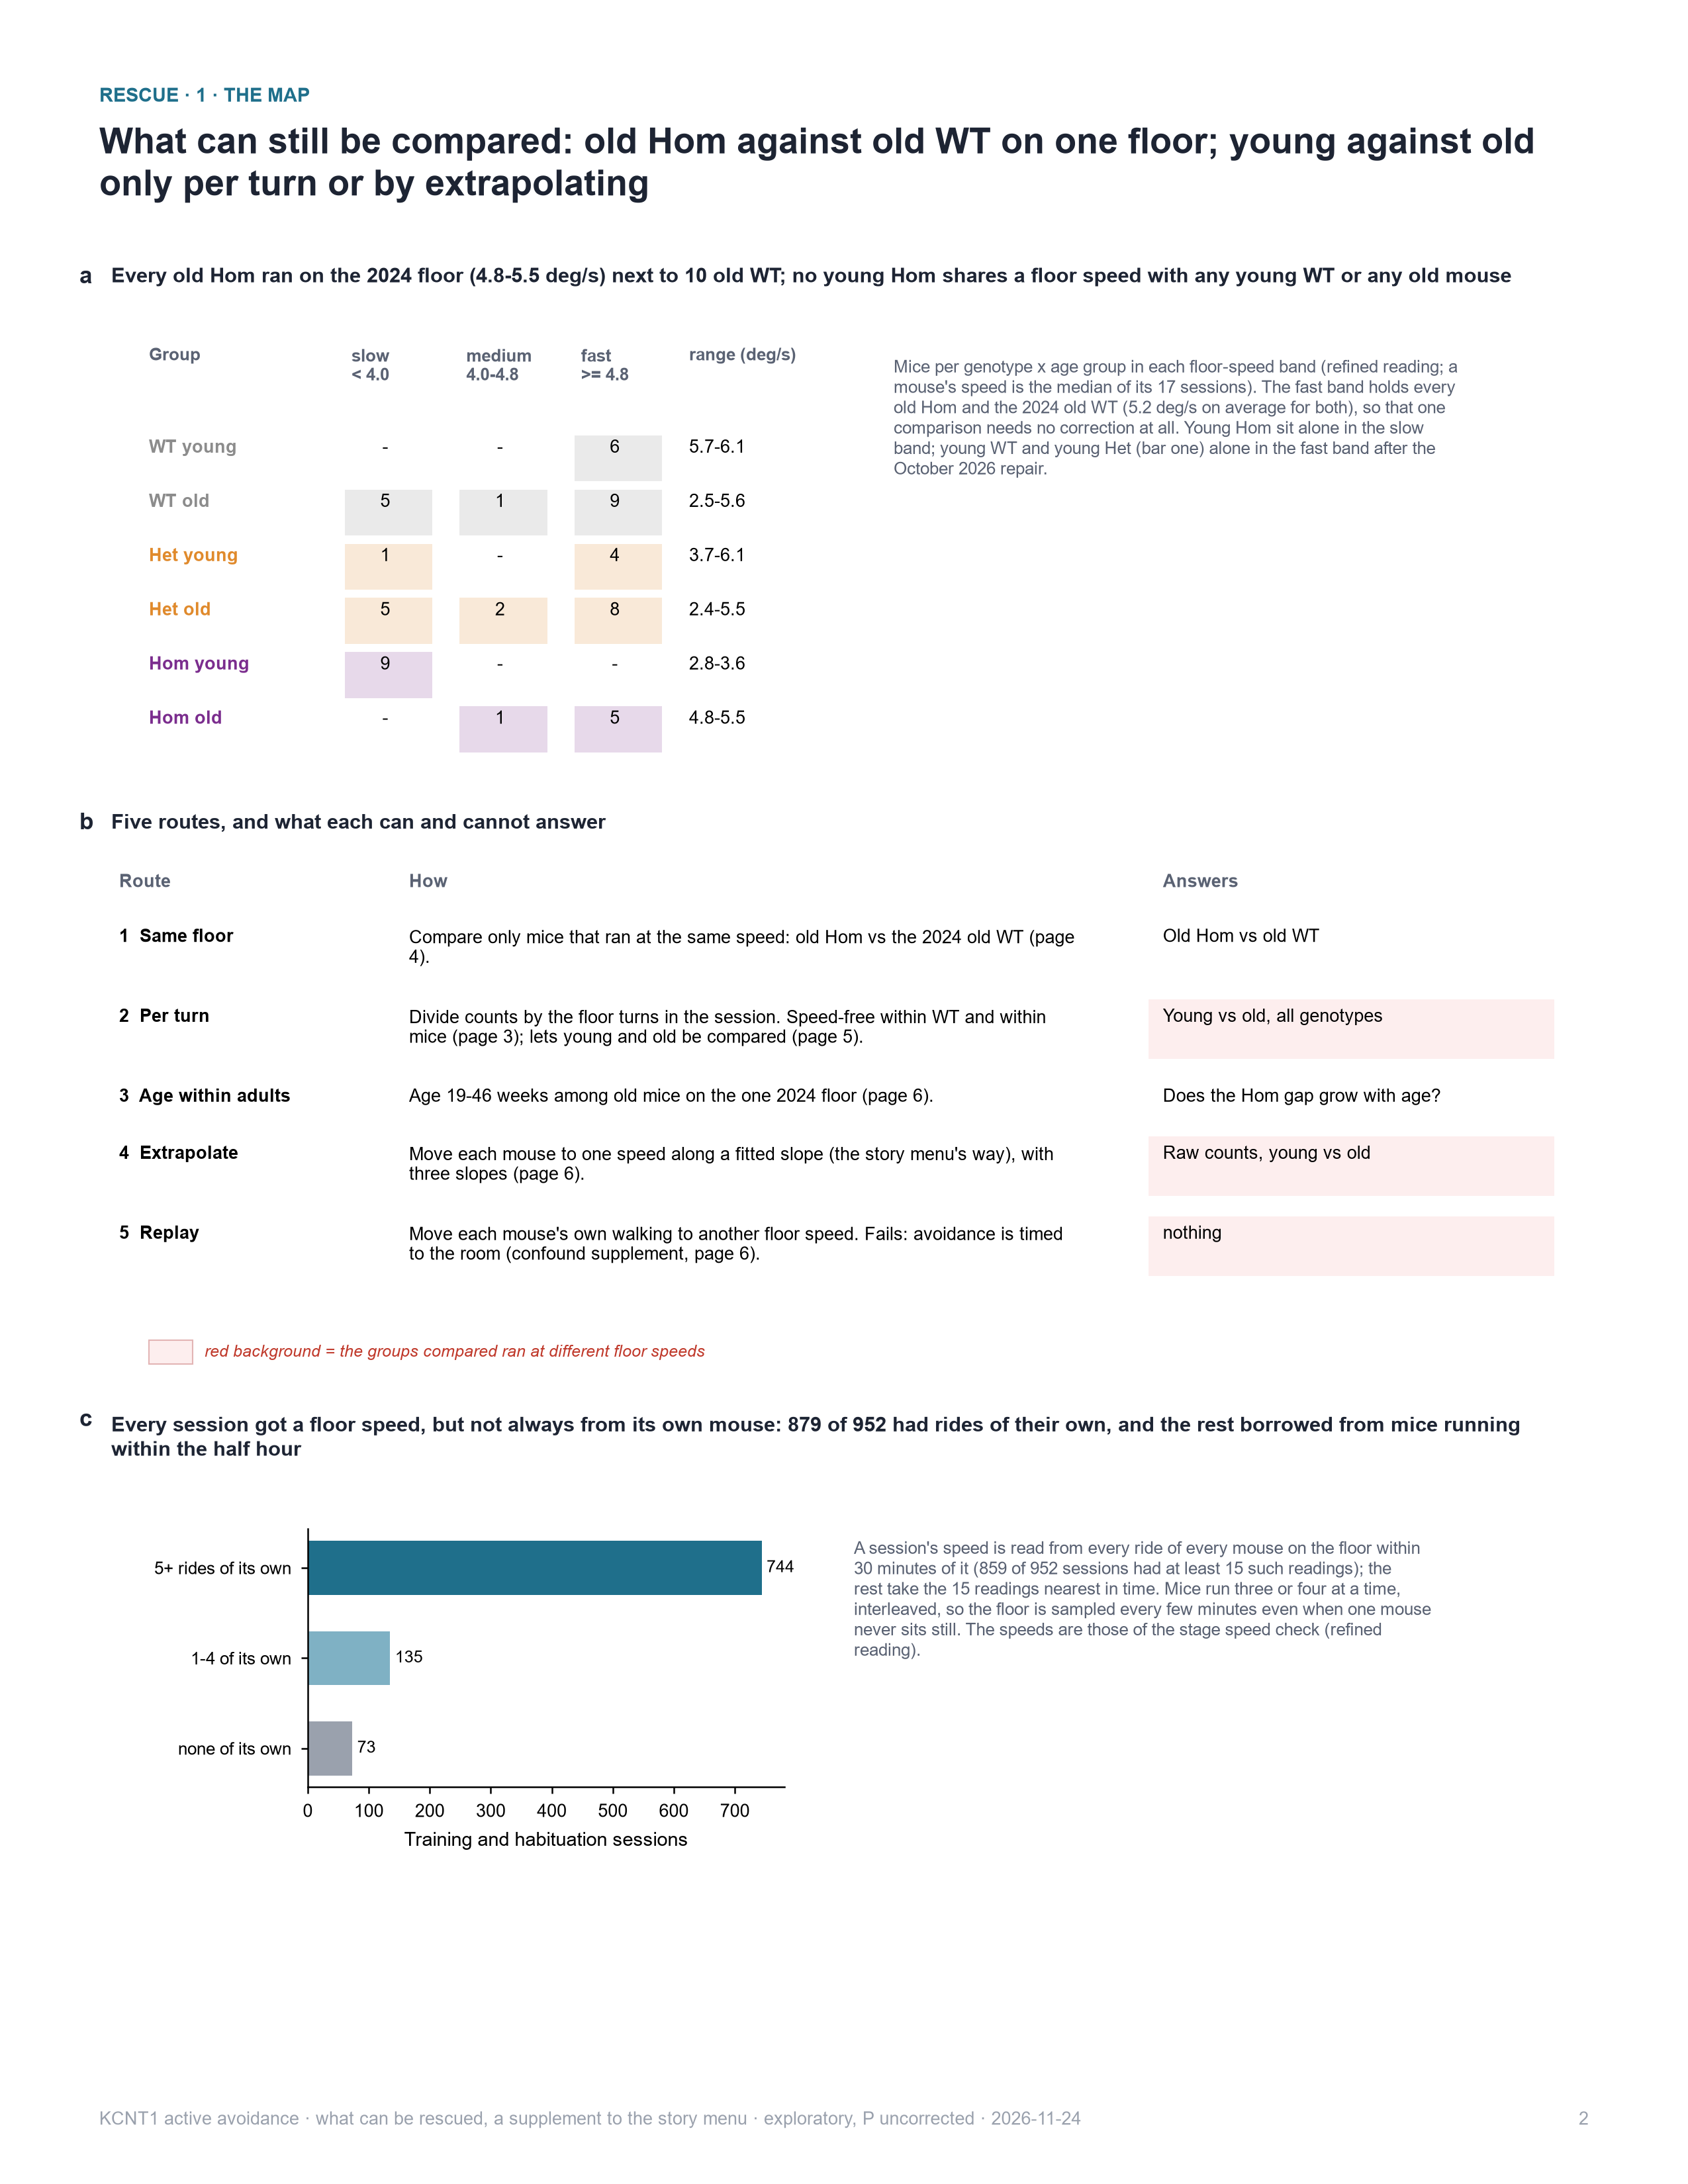 RESCUE · 1 · THE MAP
What can still be compared: old Hom against old WT on one floor; young against old
only per turn or by extrapolating
a Every old Hom ran on the 2024 floor (4.8-5.5 deg/s) next to 10 old WT; no young Hom shares a floor speed with any young WT or any old mouse
Group slow medium fast range (deg/s)
< 4.0 4.0-4.8 >= 4.8
WT young - - 6 5.7-6.1
WT old 5 1 9 2.5-5.6
Het young 1 - 4 3.7-6.1
Het old 5 2 8 2.4-5.5
Hom young 9 - - 2.8-3.6
Hom old - 1 5 4.8-5.5
Mice per genotype x age group in each floor-speed band (refined reading; a
mouse's speed is the median of its 17 sessions). The fast band holds every
old Hom and the 2024 old WT (5.2 deg/s on average for both), so that one
comparison needs no correction at all. Young Hom sit alone in the slow
band; young WT and young Het (bar one) alone in the fast band after the
October 2026 repair.
b Five routes, and what each can and cannot answer
Route How Answers
1 Same floor Compare only mice that ran at the same speed: old Hom vs the 2024 old WT (page Old Hom vs old WT
4).
2 Per turn Divide counts by the floor turns in the session. Speed-free within WT and within Young vs old, all genotypes
mice (page 3); lets young and old be compared (page 5).
3 Age within adults Age 19-46 weeks among old mice on the one 2024 floor (page 6). Does the Hom gap grow with age?
4 Extrapolate Move each mouse to one speed along a fitted slope (the story menu's way), with Raw counts, young vs old
three slopes (page 6).
5 Replay Move each mouse's own walking to another floor speed. Fails: avoidance is timed nothing
to the room (confound supplement, page 6).
red background = the groups compared ran at different floor speeds
c Every session got a floor speed, but not always from its own mouse: 879 of 952 had rides of their own, and the rest borrowed from mice running
within the half hour
5+ rides of its own 744
1-4 of its own 135
none of its own 73
0 100 200 300 400 500 600 700
Training and habituation sessions
A session's speed is read from every ride of every mouse on the floor within
30 minutes of it (859 of 952 sessions had at least 15 such readings); the
rest take the 15 readings nearest in time. Mice run three or four at a time,
interleaved, so the floor is sampled every few minutes even when one mouse
never sits still. The speeds are those of the stage speed check (refined
reading).
KCNT1 active avoidance · what can be rescued, a supplement to the story menu · exploratory, P uncorrected · 2026-11-24 2